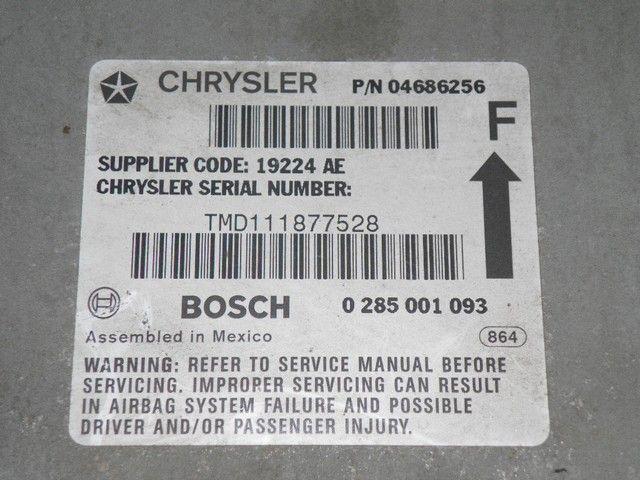 CHRYSLER P/N 04686256
F
SUPPLIER CODE: 19224 AE
CHRYSLER SERIAL NUMBER:
TMD111877528
BOSCH 0 285 001 093
Assembled in Mexico 864
WARNING: REFER TO SERVICE MANUAL BEFORE
SERVICING. IMPROPER SERVICING CAN RESULT
IN AIRBAG SYSTEM FAILURE AND POSSIBLE
DRIVER AND/OR PASSENGER INJURY.